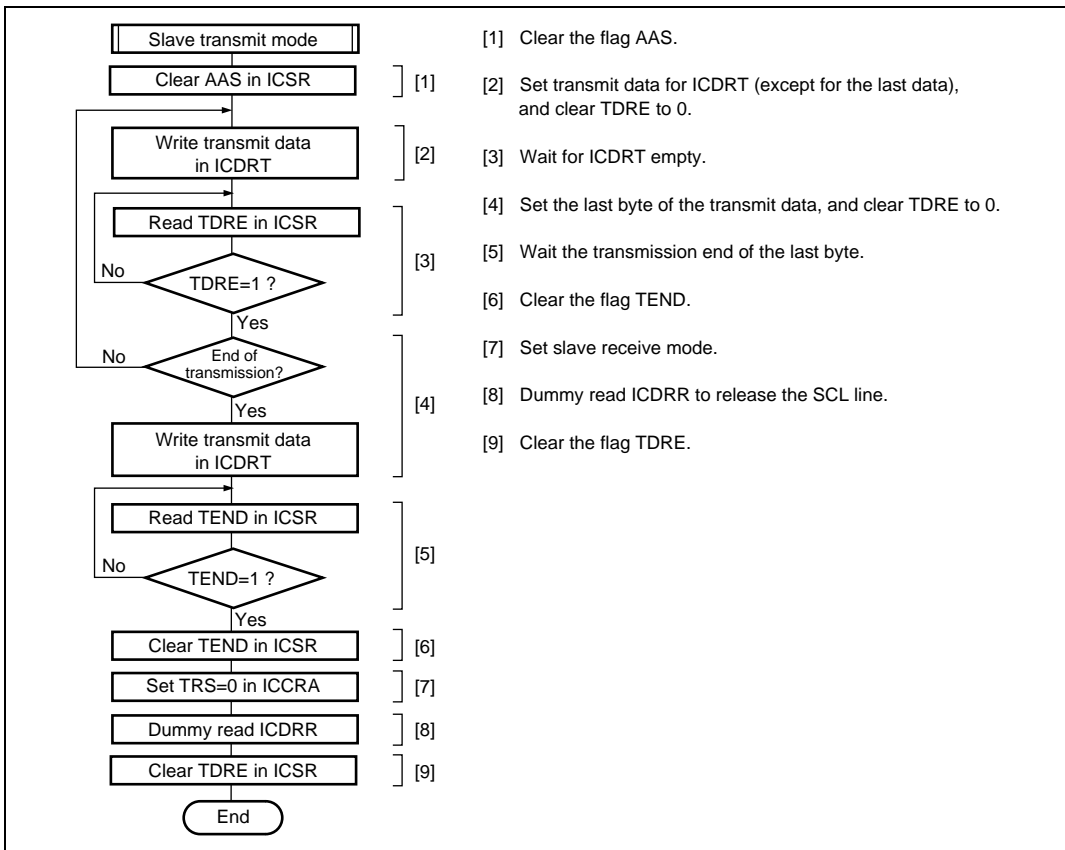 Slave transmit mode
Clear AAS in ICSR
[1]
Write transmit data
in ICDRT
[2]
Read TDRE in ICSR
No
TDRE=1 ?
[3]
Yes
No
End of
transmission?
[4]
Yes
Write transmit data
in ICDRT
Read TEND in ICSR
No
TEND=1 ?
[5]
Yes
Clear TEND in ICSR
[6]
Set TRS=0 in ICCRA
[7]
Dummy read ICDRR
[8]
Clear TDRE in ICSR
[9]
End
[1] Clear the flag AAS.
[2] Set transmit data for ICDRT (except for the last data),
and clear TDRE to 0.
[3] Wait for ICDRT empty.
[4] Set the last byte of the transmit data, and clear TDRE to 0.
[5] Wait the transmission end of the last byte.
[6] Clear the flag TEND.
[7] Set slave receive mode.
[8] Dummy read ICDRR to release the SCL line.
[9] Clear the flag TDRE.